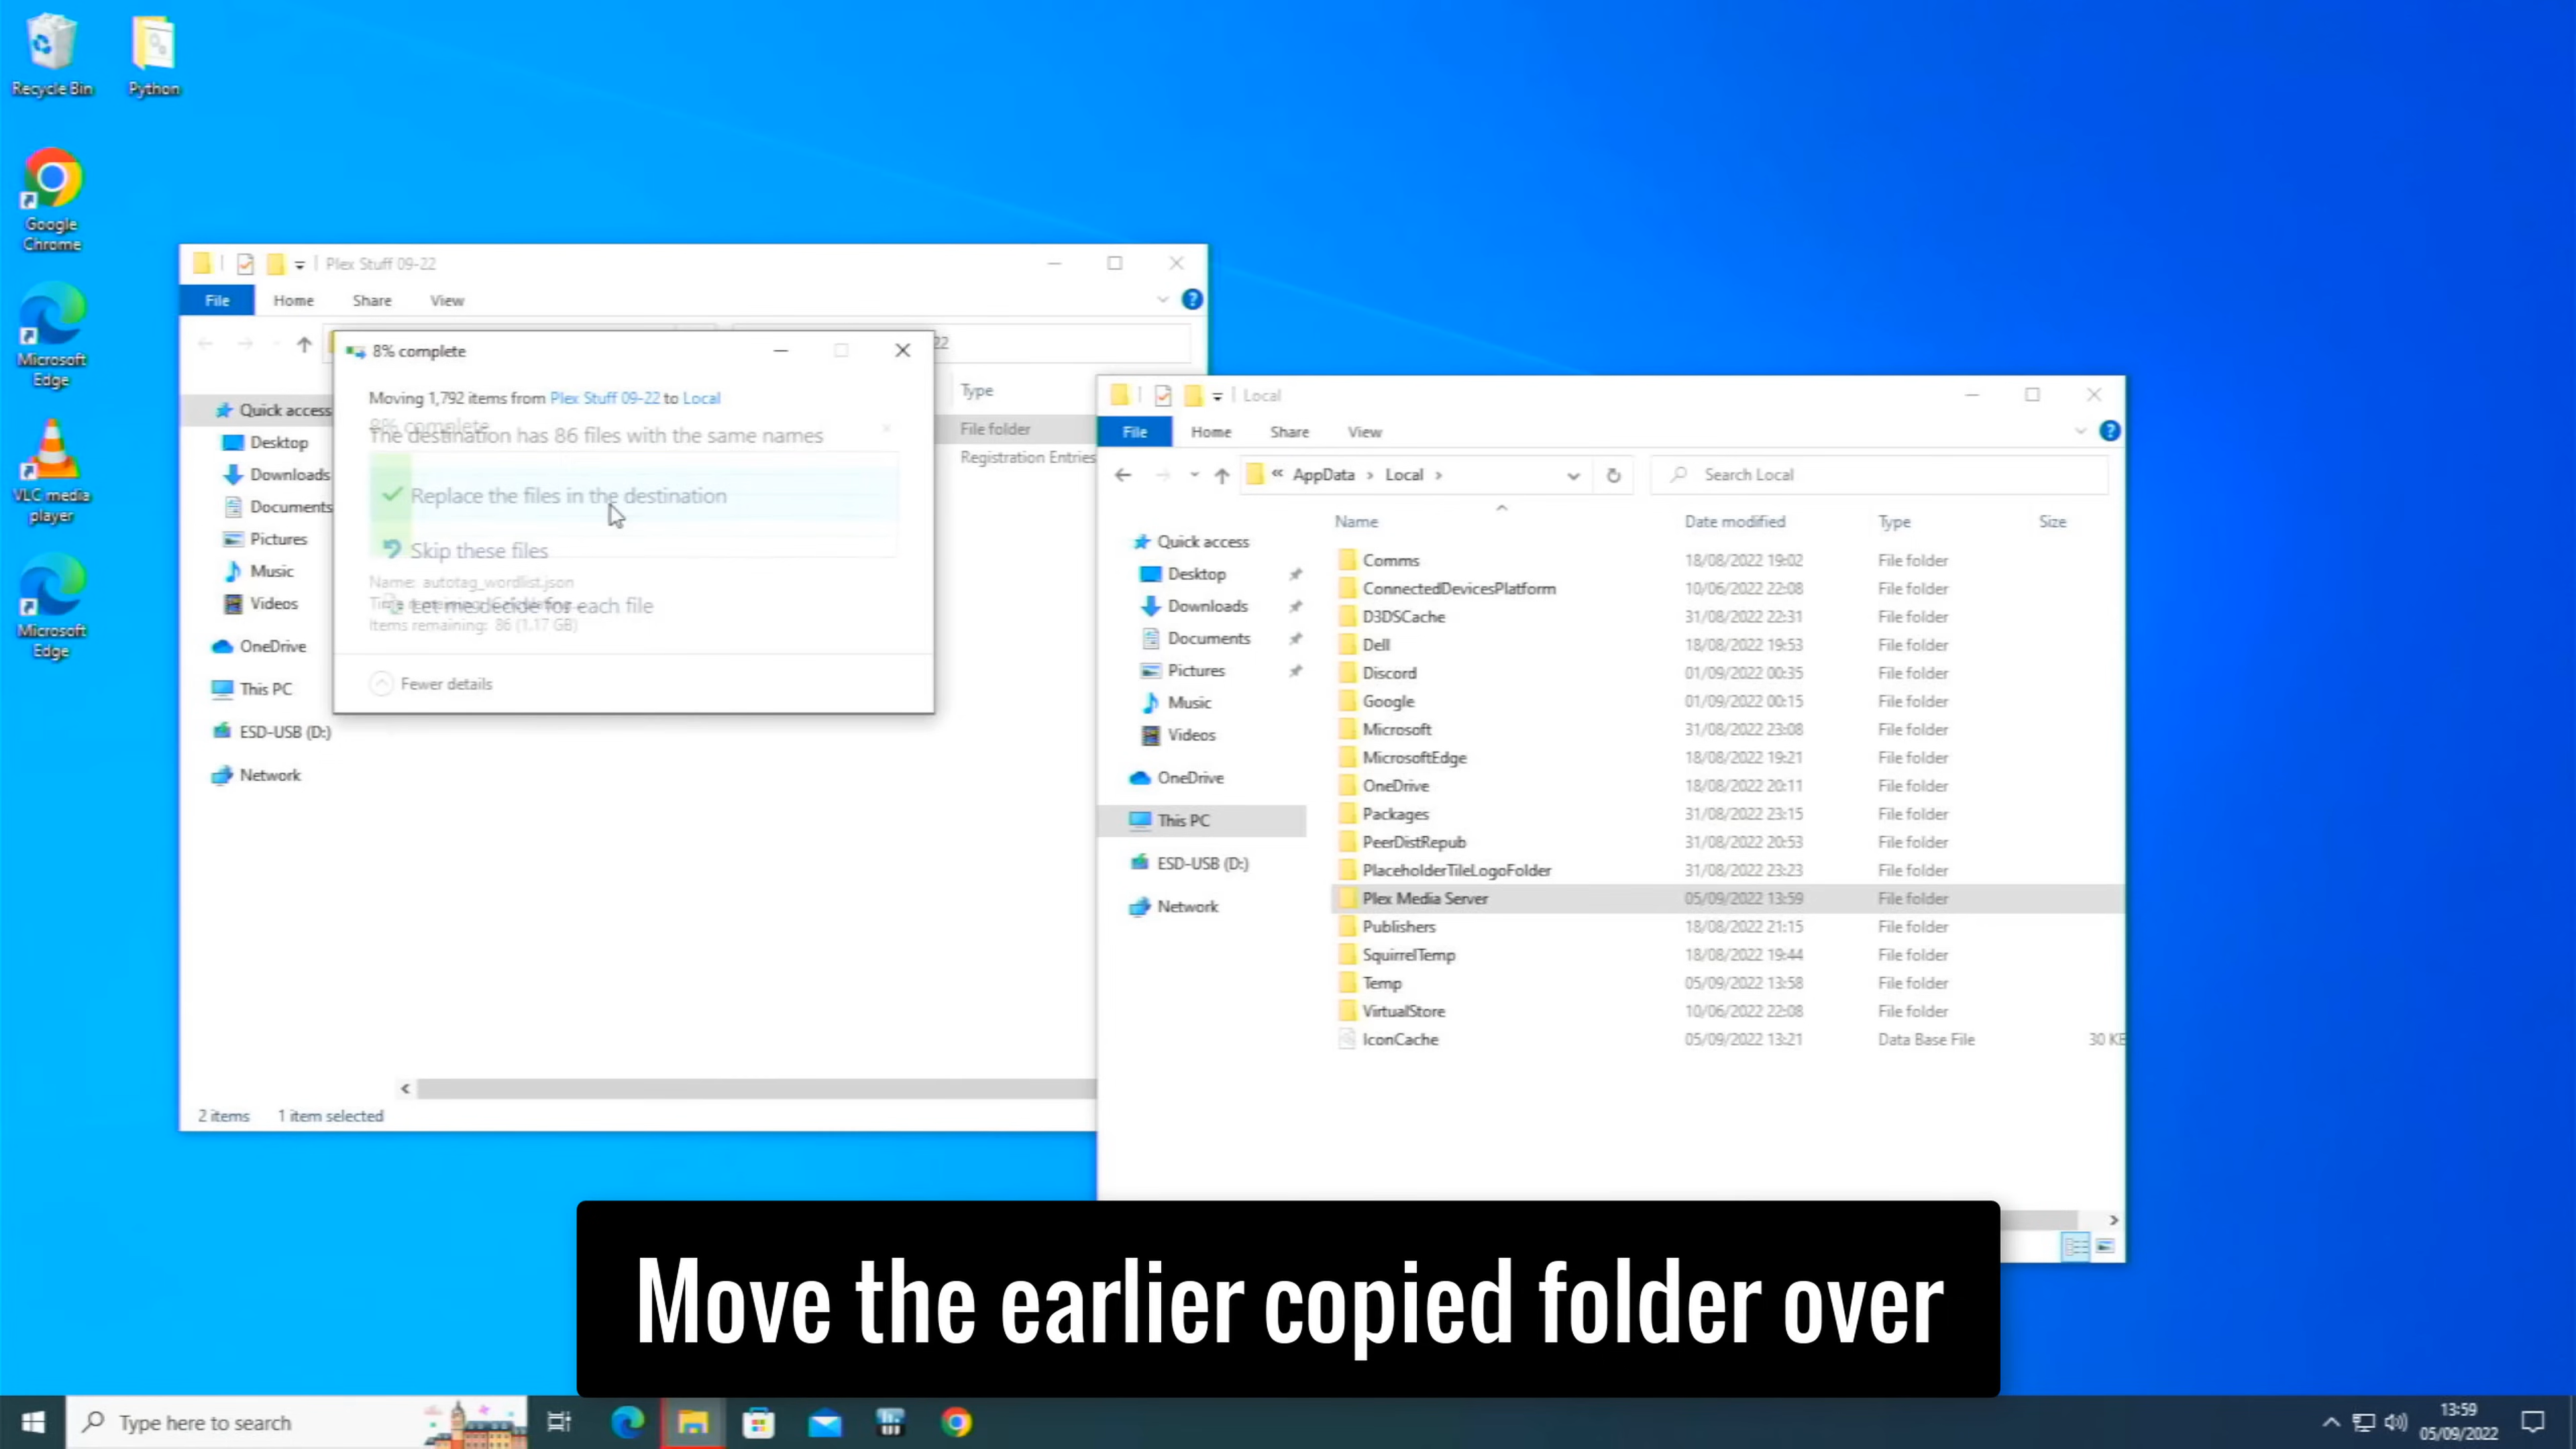 Recycle Bin
Python
Google
Chrome
Microsoft
Edge
VLC media
player
Microsoft
Edge
Plex Stuff 09-22
File Home Share View
22
Type
File folder
Registration Entries
Quick access
Desktop
Downloads
Documents
Pictures
Music
Videos
OneDrive
This PC
ESD-USB (D:)
Network
2 items 1 item selected
8% complete
Moving 1,792 items from Plex Stuff 09-22 to Local
8% complete
The destination has 86 files with the same names
Replace the files in the destination
Skip these files
Name: autotag_wordlist.json
Let me decide for each file
Items remaining: 86 (1.17 GB)
Fewer details
Local
File Home Share View
« AppData › Local ›
Search Local
Quick access
Desktop
Downloads
Documents
Pictures
Music
Videos
OneDrive
This PC
ESD-USB (D:)
Network
Name Date modified Type Size
Comms 18/08/2022 19:02 File folder
ConnectedDevicesPlatform 10/06/2022 22:08 File folder
D3DSCache 31/08/2022 22:31 File folder
Dell 18/08/2022 19:53 File folder
Discord 01/09/2022 00:35 File folder
Google 01/09/2022 00:15 File folder
Microsoft 31/08/2022 23:08 File folder
MicrosoftEdge 18/08/2022 19:21 File folder
OneDrive 18/08/2022 20:11 File folder
Packages 31/08/2022 23:15 File folder
PeerDistRepub 31/08/2022 20:53 File folder
PlaceholderTileLogoFolder 31/08/2022 23:23 File folder
Plex Media Server 05/09/2022 13:59 File folder
Publishers 18/08/2022 21:15 File folder
SquirrelTemp 18/08/2022 19:44 File folder
Temp 05/09/2022 13:58 File folder
VirtualStore 10/06/2022 22:08 File folder
IconCache 05/09/2022 13:21 Data Base File 30 KB
Move the earlier copied folder over
Type here to search
13:59
05/09/2022